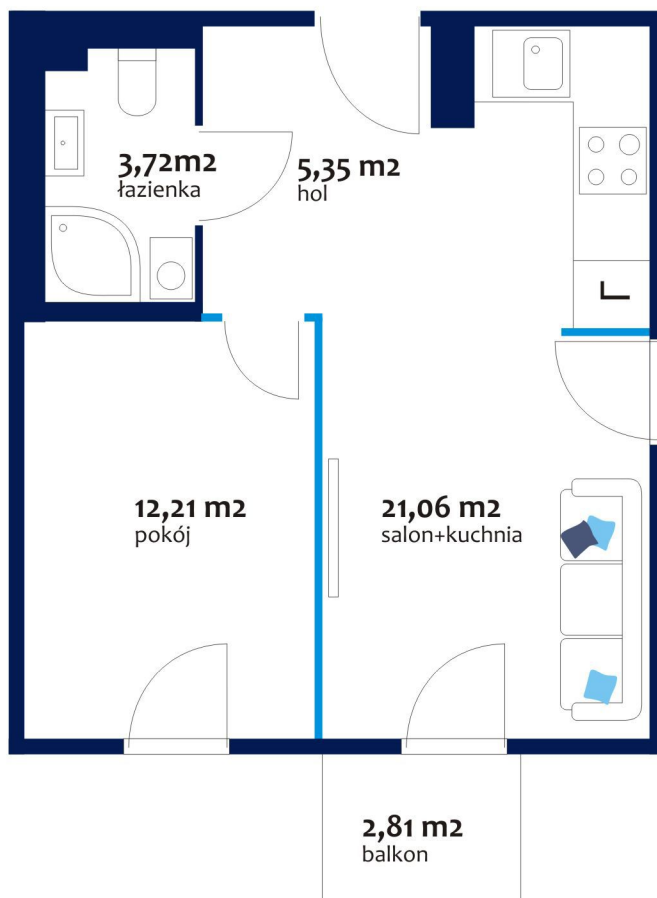 3,72m2
łazienka
5,35 m2
hol
L
12,21 m2
pokój
21,06 m2
salon+kuchnia
2,81 m2
balkon